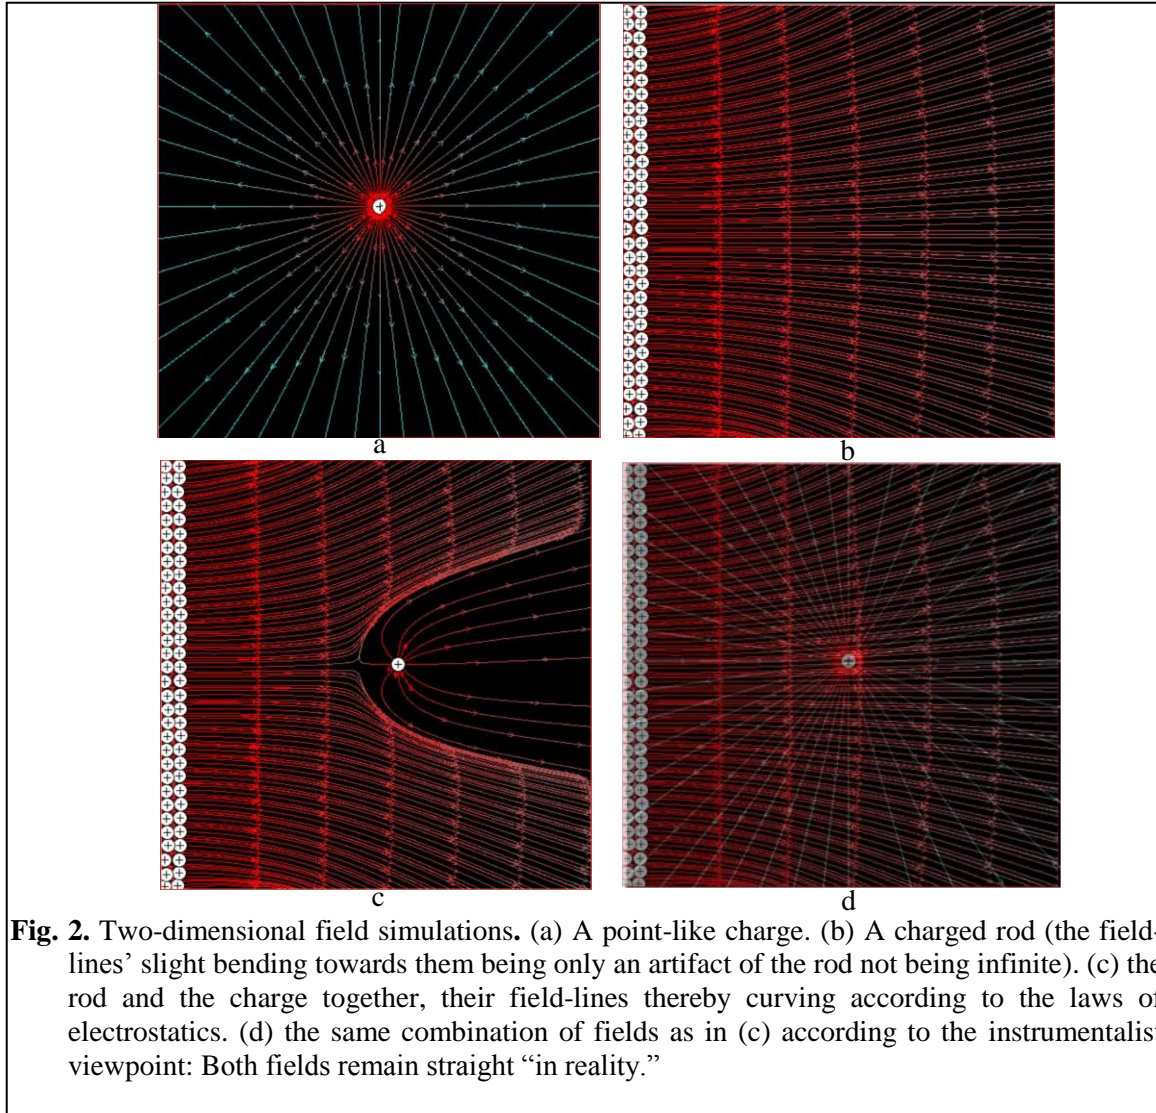 a
b
c
d
Fig. 2. Two-dimensional field simulations. (a) A point-like charge. (b) A charged rod (the field-
lines’ slight bending towards them being only an artifact of the rod not being infinite). (c) the
rod and the charge together, their field-lines thereby curving according to the laws of
electrostatics. (d) the same combination of fields as in (c) according to the instrumentalist
viewpoint: Both fields remain straight “in reality.”